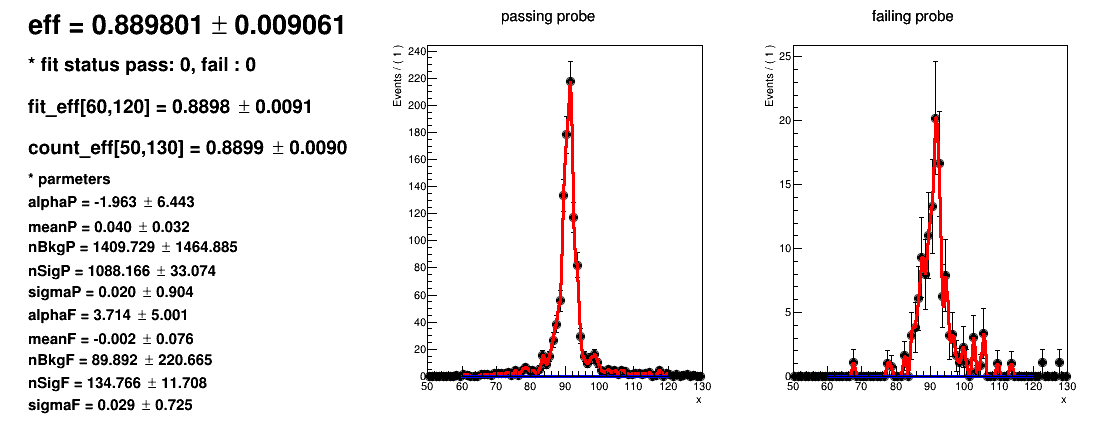 eff = 0.889801 ± 0.009061
* fit status pass: 0, fail : 0
fit_eff[60,120] = 0.8898 ± 0.0091
count_eff[50,130] = 0.8899 ± 0.0090
* parmeters
alphaP = -1.963 ± 6.443
meanP = 0.040 ± 0.032
nBkgP = 1409.729 ± 1464.885
nSigP = 1088.166 ± 33.074
sigmaP = 0.020 ± 0.904
alphaF = 3.714 ± 5.001
meanF = -0.002 ± 0.076
nBkgF = 89.892 ± 220.665
nSigF = 134.766 ± 11.708
sigmaF = 0.029 ± 0.725
passing probe
Events / ( 1 )
240
220
200
180
160
140
120
100
80
60
40
20
0
50 60 70 80 90 100 110 120 130
x
failing probe
Events / ( 1 )
25
20
15
10
5
0
50 60 70 80 90 100 110 120 130
x